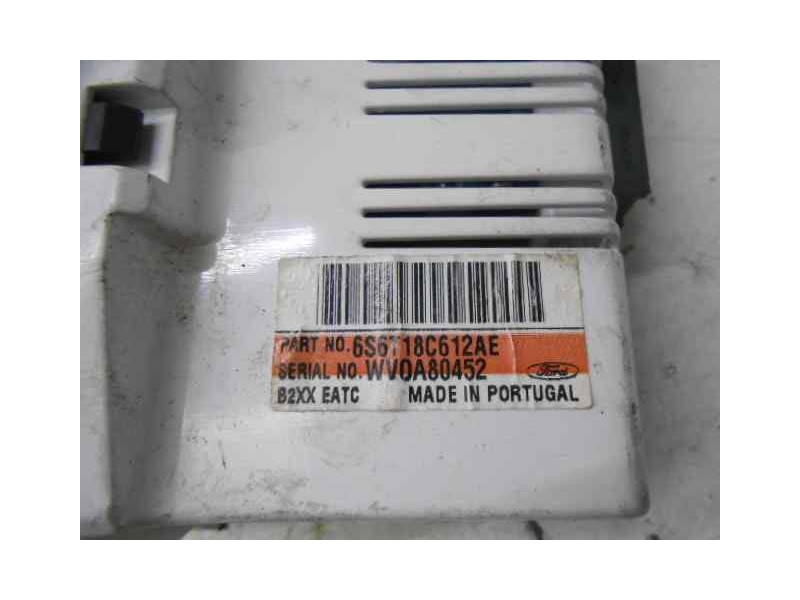 PART NO. 6S6T18C612AE
SERIAL NO. WV0A80452
Ford
B2XX EATC MADE IN PORTUGAL